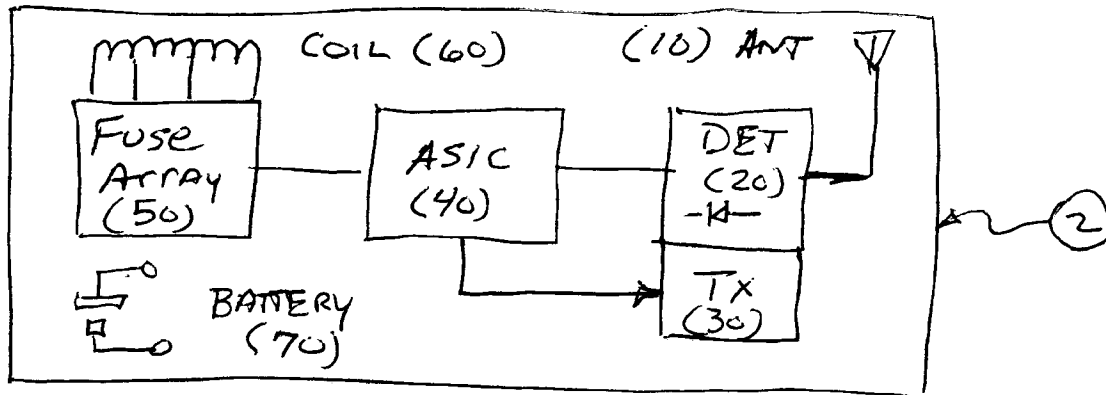 COIL (60)
(10) ANT
Fuse
Array
(50)
ASIC
(40)
DET
(20)
TX
(30)
BATTERY
(70)
2